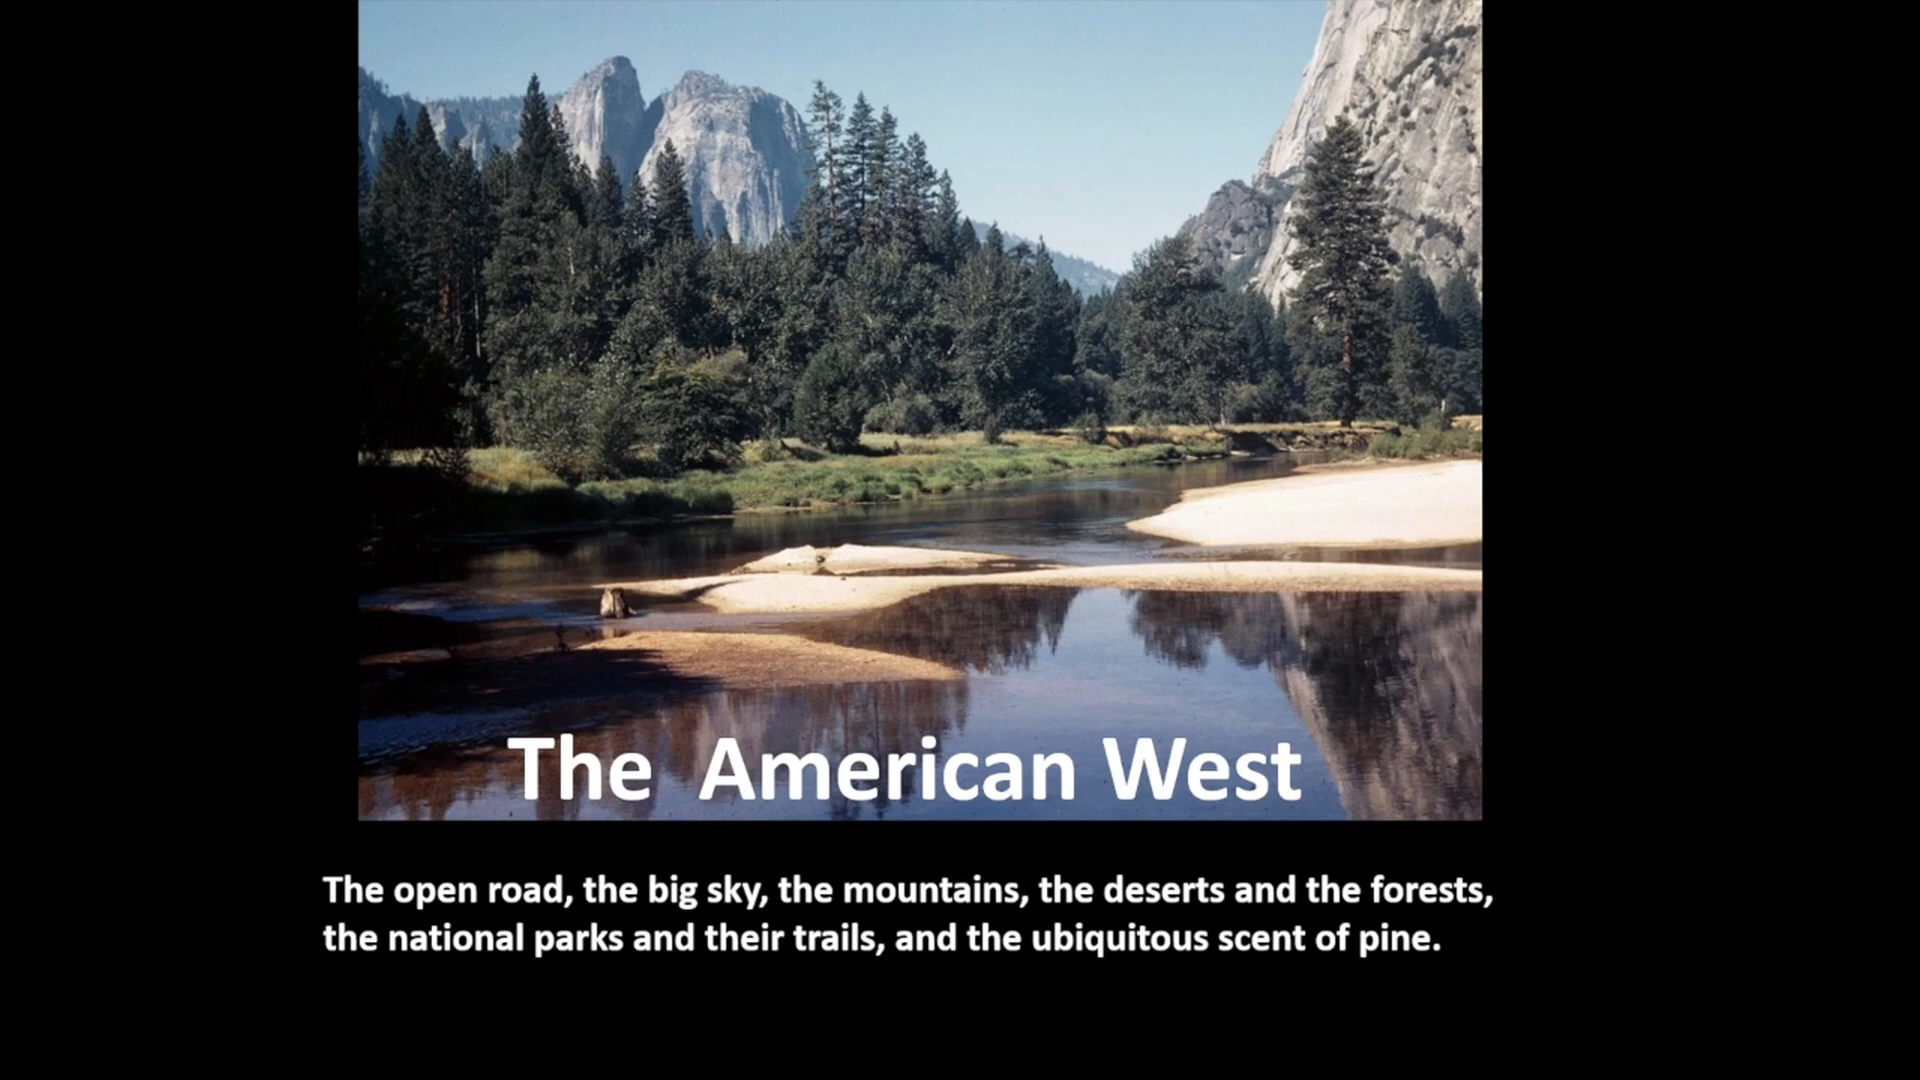 The American West
The open road, the big sky, the mountains, the deserts and the forests,
the national parks and their trails, and the ubiquitous scent of pine.